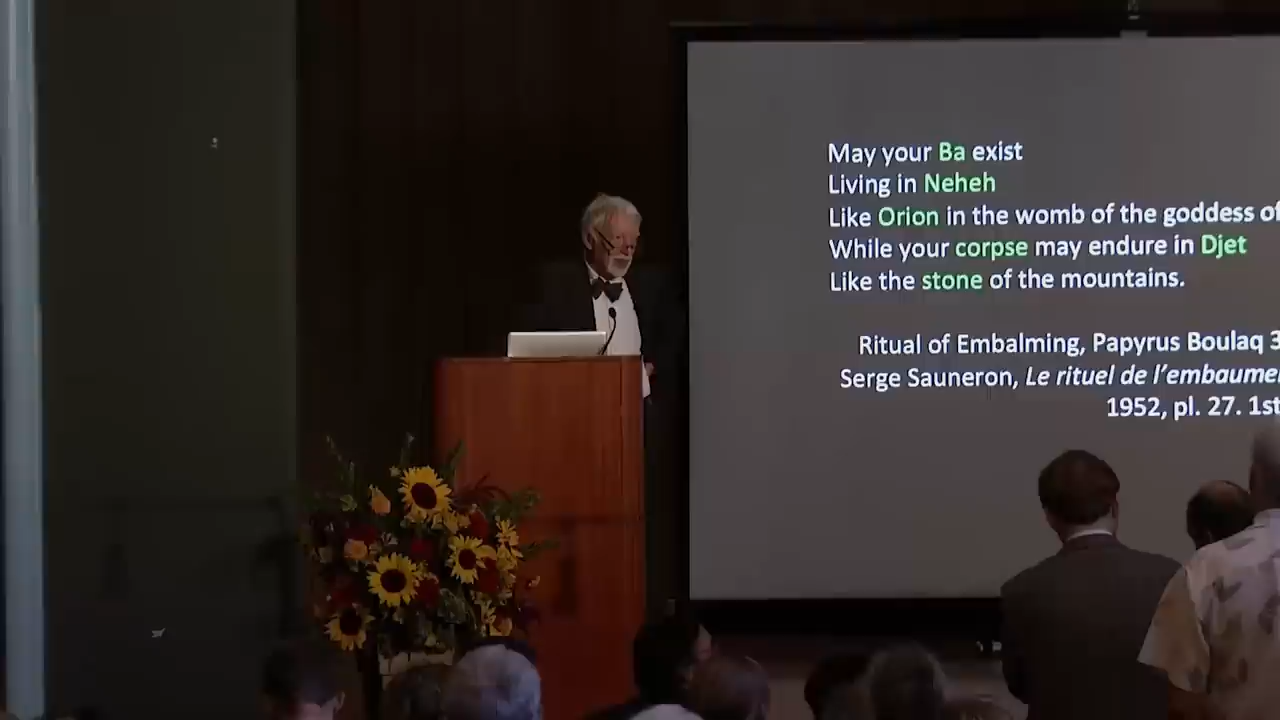 May your Ba exist
Living in Neheh
Like Orion in the womb of the goddess of
While your corpse may endure in Djet
Like the stone of the mountains.
Ritual of Embalming, Papyrus Boulaq 3
Serge Sauneron, Le rituel de l'embaume
1952, pl. 27. 1st